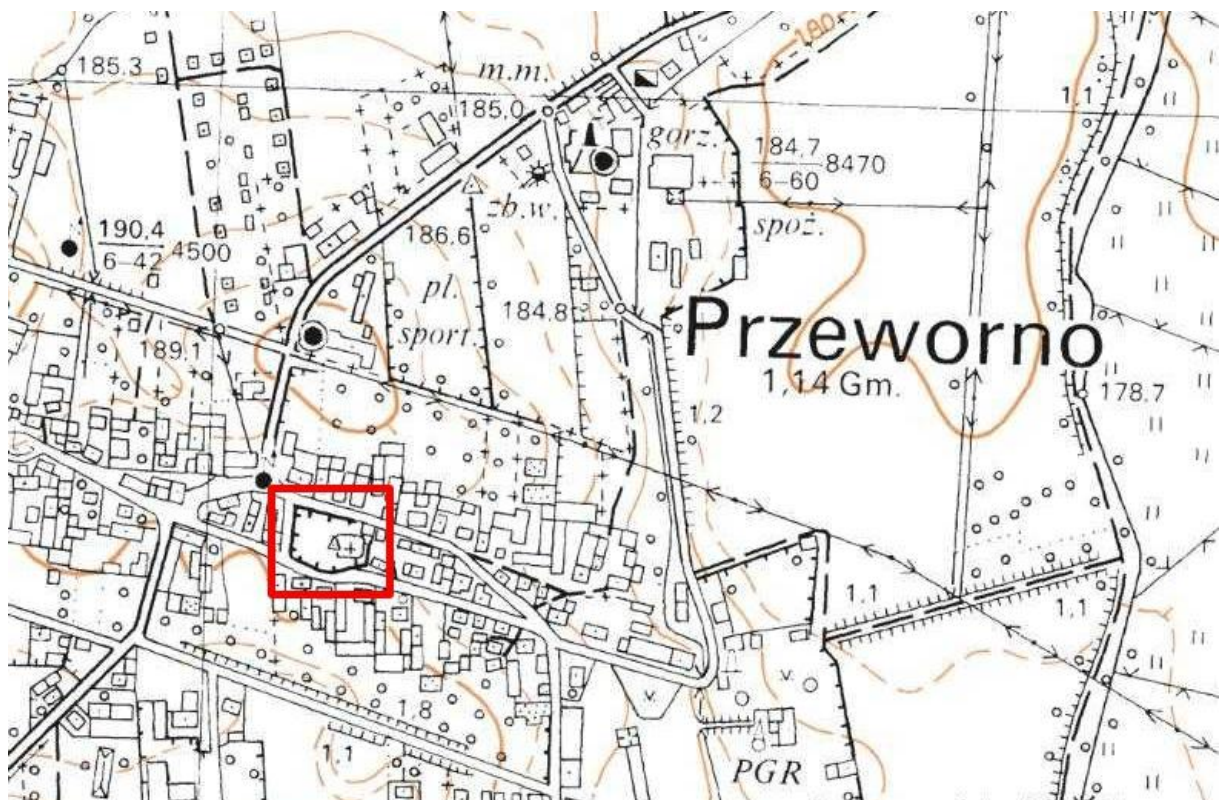 180
185.3
m.m.
185,0
1,1
gorz.
184.7
6-60
8470
zb.w.
spoż.
190.4
6-42
4500
186.6
pl.
184.8
sport.
Przeworno
189.1
1,14 Gm.
178.7
1,2
1,1
1,1
1,8
1,1
PGR